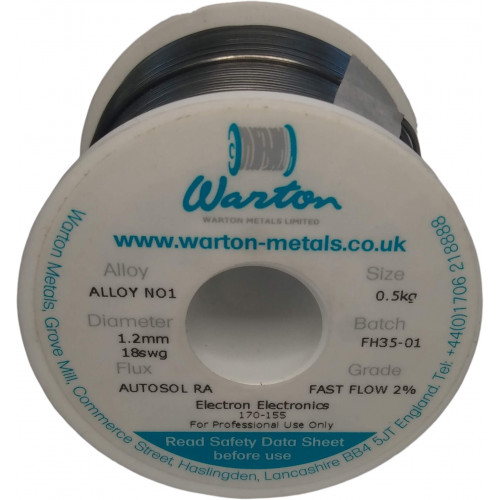 Warton
WARTON METALS LIMITED
www.warton-metals.co.uk
Alloy
ALLOY NO1
Size
0.5kg
Diameter
1.2mm
18swg
Batch
FH35-01
Flux
AUTOSOL RA
Grade
FAST FLOW 2%
Electron Electronics
170-155
For Professional Use Only
Read Safety Data Sheet
before use
Warton Metals, Grove Mill, Commerce Street, Haslingden, Lancashire BB4 5JT England. Tel: +44(0)1706 218888